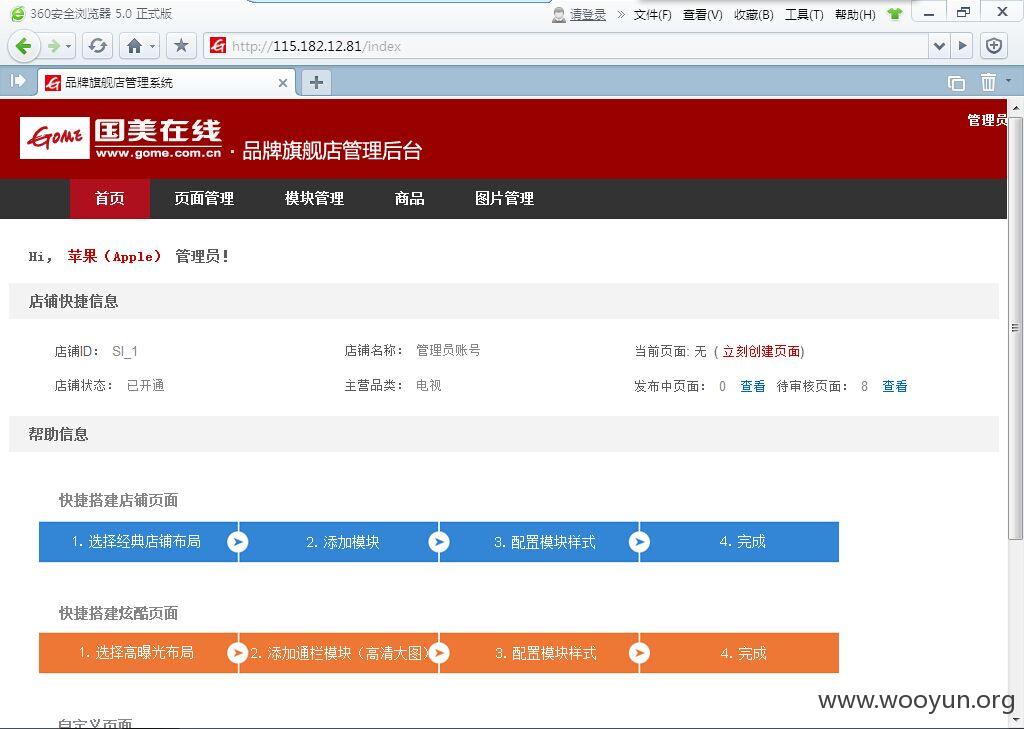 360安全浏览器 5.0 正式版
请登录 » 文件(F) 查看(V) 收藏(B) 工具(T) 帮助(H)
http://115.182.12.81/index
品牌旗舰店管理系统
管理员
GOME 国美在线
www.gome.com.cn · 品牌旗舰店管理后台
首页 页面管理 模块管理 商品 图片管理
Hi, 苹果（Apple） 管理员！
店铺快捷信息
店铺ID： SI_1 店铺名称： 管理员账号 当前页面: 无 ( 立刻创建页面)
店铺状态： 已开通 主营品类： 电视 发布中页面： 0 查看 待审核页面： 8 查看
帮助信息
快捷搭建店铺页面
1. 选择经典店铺布局 2. 添加模块 3. 配置模块样式 4. 完成
快捷搭建炫酷页面
1. 选择高曝光布局 2. 添加通栏模块（高清大图） 3. 配置模块样式 4. 完成
www.wooyun.org
自定义页面